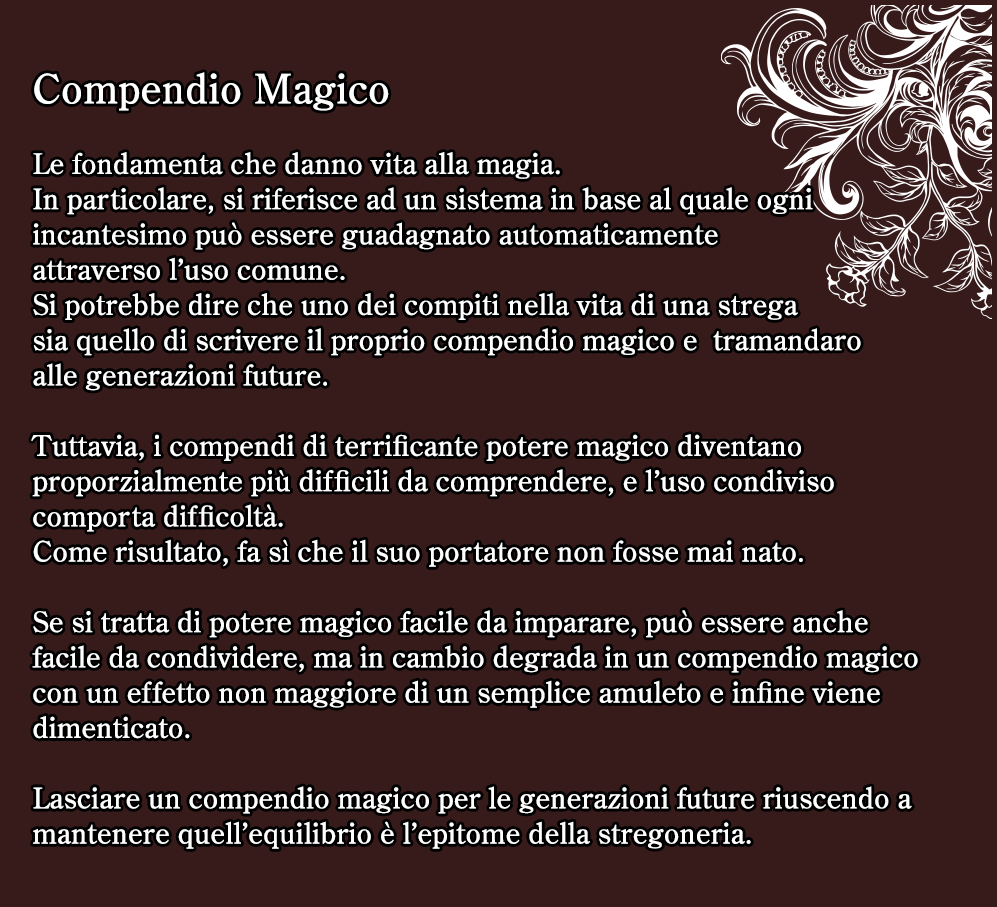 Compendio Magico
Le fondamenta che danno vita alla magia.
In particolare, si riferisce ad un sistema in base al quale ogni
incantesimo può essere guadagnato automaticamente
attraverso l'uso comune.
Si potrebbe dire che uno dei compiti nella vita di una strega
sia quello di scrivere il proprio compendio magico e  tramandaro
alle generazioni future.
Tuttavia, i compendi di terrificante potere magico diventano
proporzialmente più difficili da comprendere, e l'uso condiviso
comporta difficoltà.
Come risultato, fa sì che il suo portatore non fosse mai nato.
Se si tratta di potere magico facile da imparare, può essere anche
facile da condividere, ma in cambio degrada in un compendio magico
con un effetto non maggiore di un semplice amuleto e infine viene
dimenticato.
Lasciare un compendio magico per le generazioni future riuscendo a
mantenere quell'equilibrio è l'epitome della stregoneria.